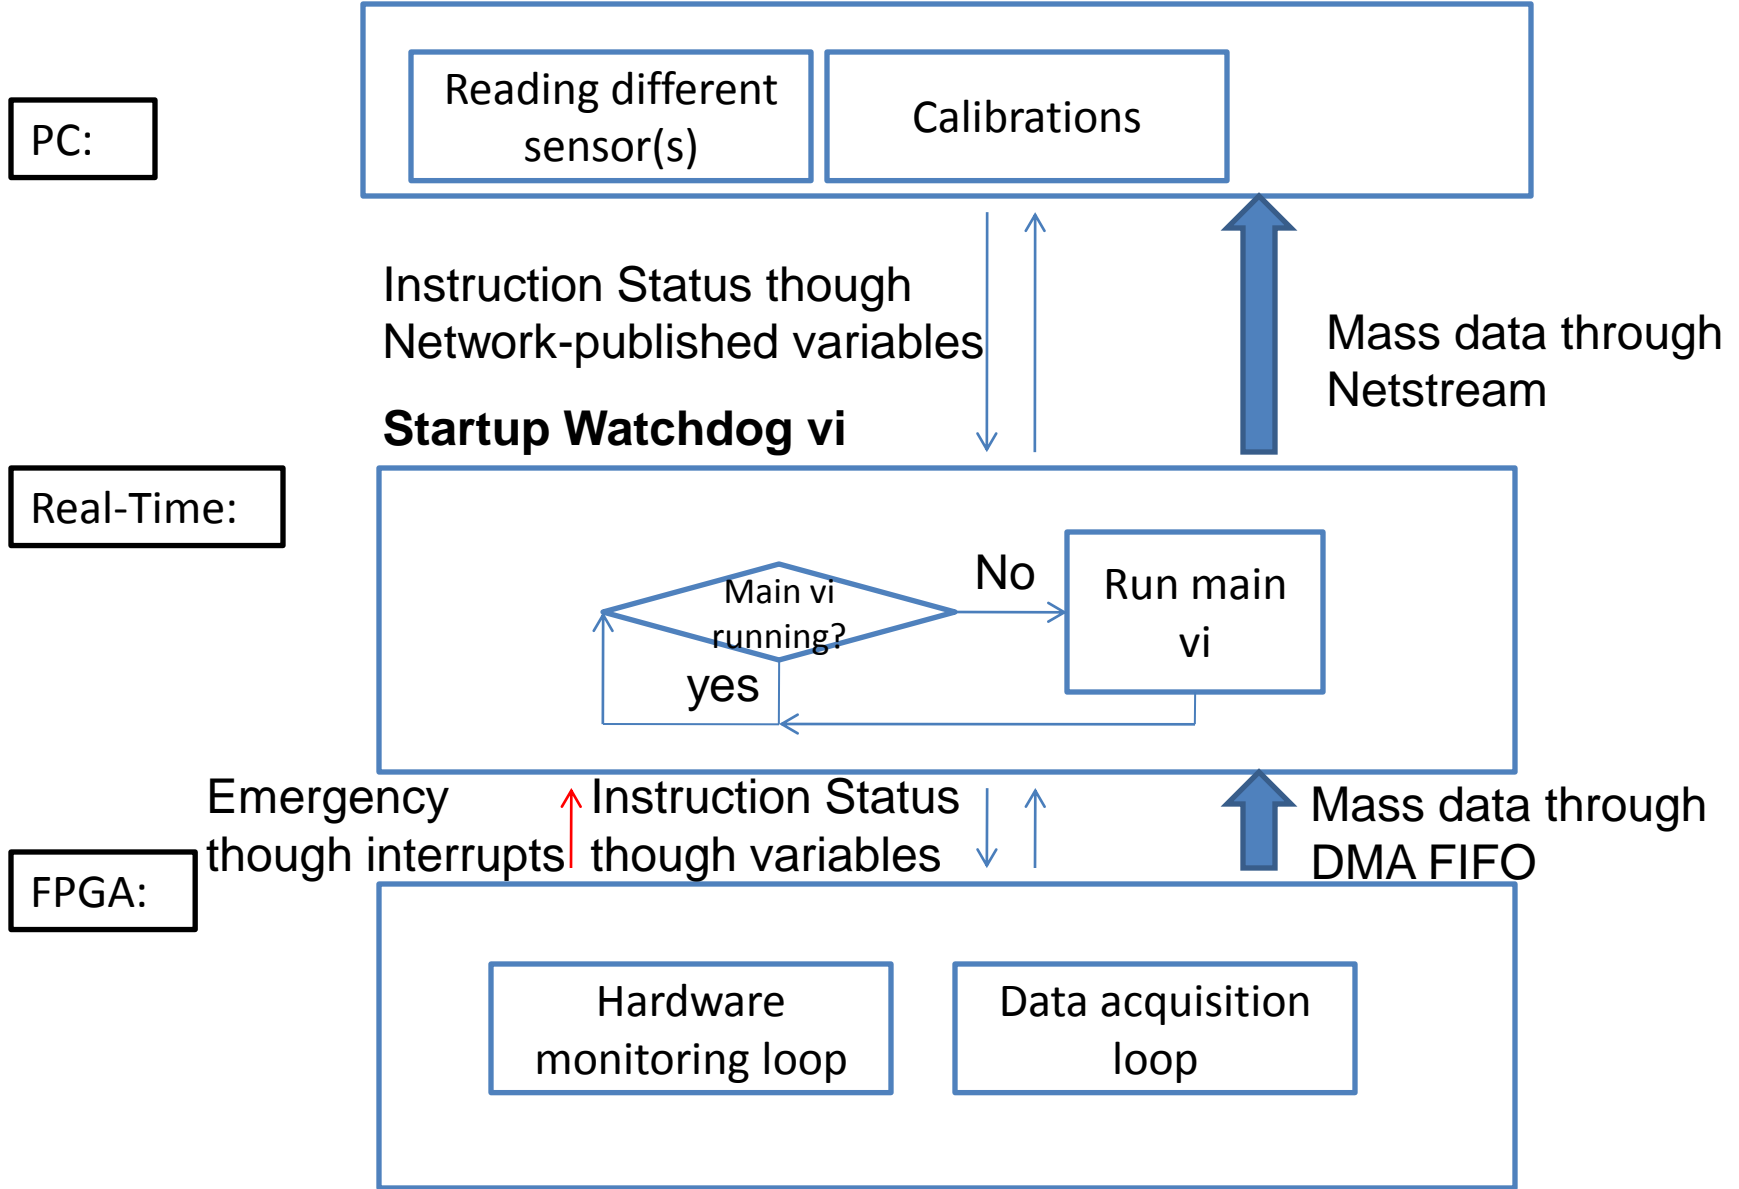 Reading different
sensor(s)
Calibrations
PC:
Instruction Status though
Network-published variables
Mass data through
Netstream
Startup Watchdog vi
Real-Time:
Main vi
running?
No
Run main
vi
yes
Emergency
though interrupts
Instruction Status
though variables
Mass data through
DMA FIFO
FPGA:
Hardware
monitoring loop
Data acquisition
loop